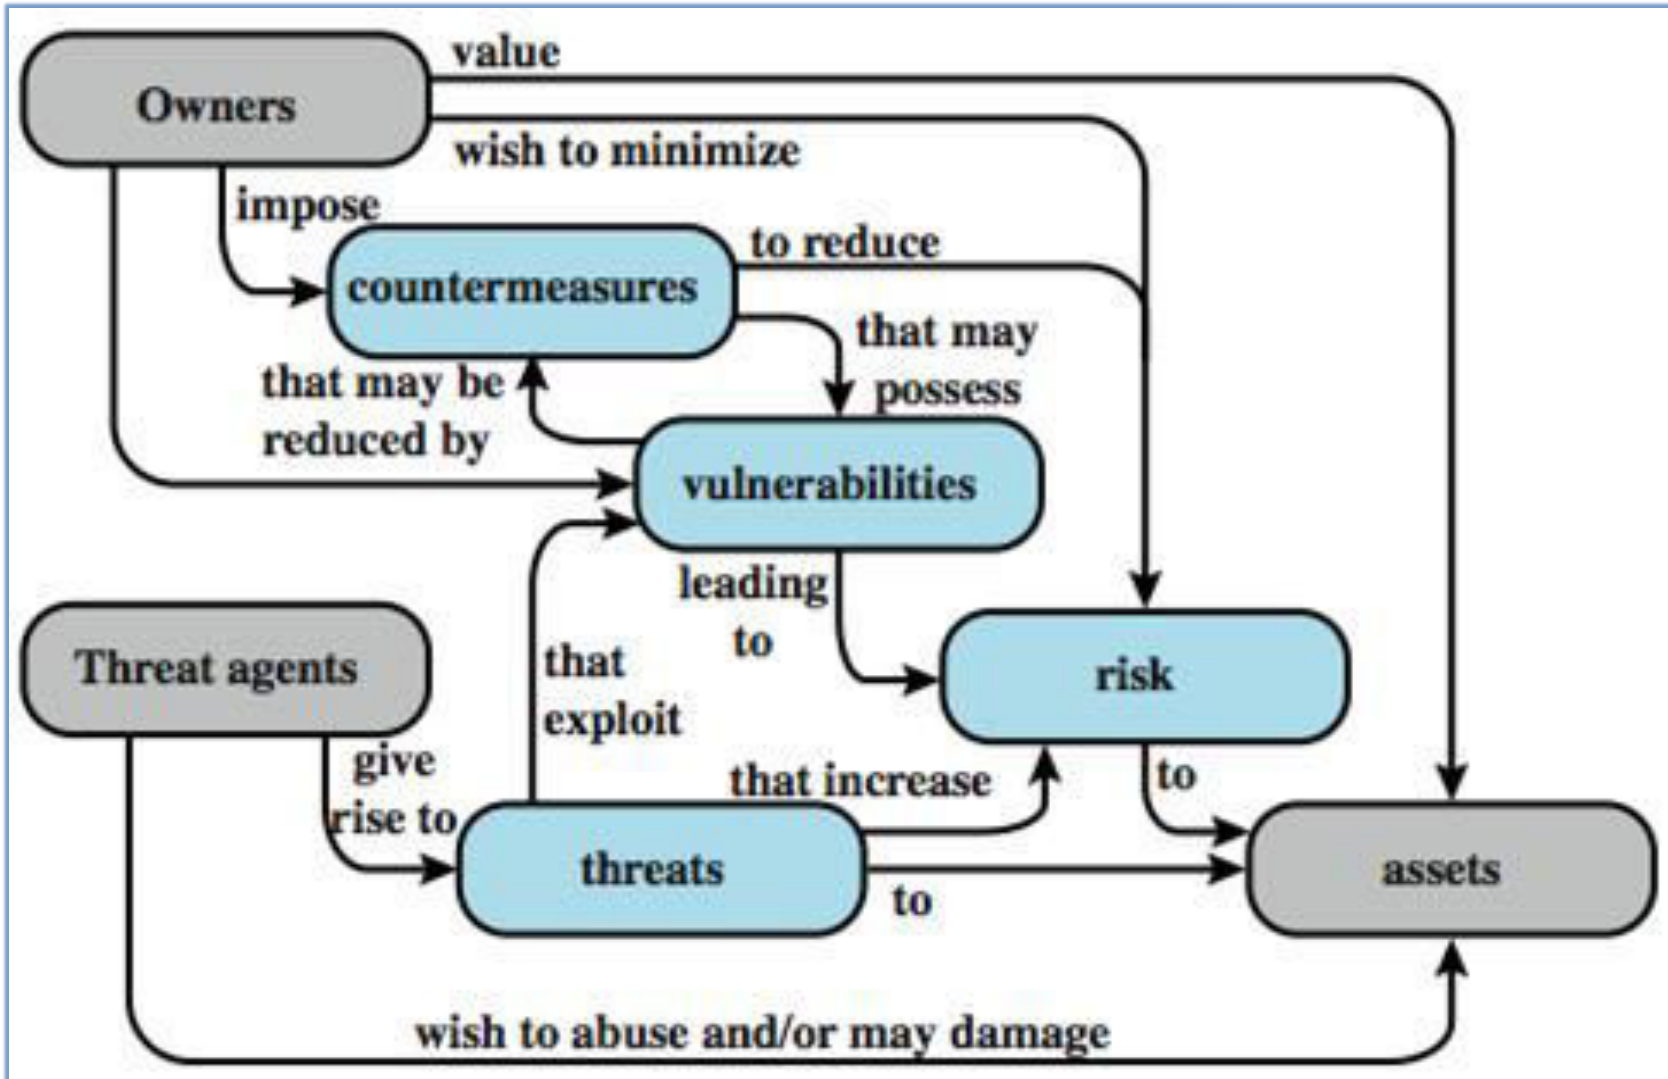 value
Owners
wish to minimize
impose
to reduce
countermeasures
that may
possess
that may be
reduced by
vulnerabilities
leading
to
Threat agents
that
exploit
risk
give
rise to
that increase
to
threats
assets
to
wish to abuse and/or may damage